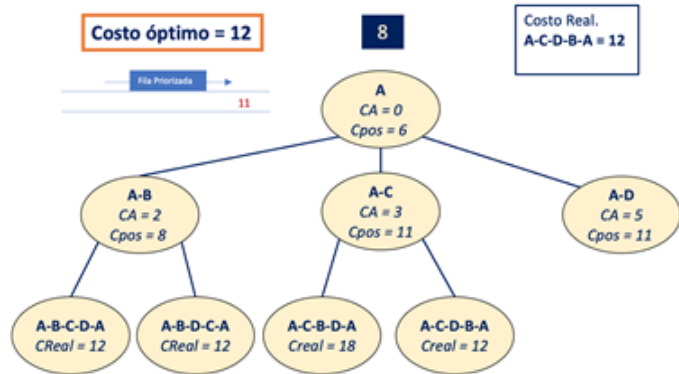 Costo óptimo = 12
8
Costo Real.
A-C-D-B-A = 12
Fila Priorizada
11
A
CA = 0
Cpos = 6
A-B
CA = 2
Cpos = 8
A-C
CA = 3
Cpos = 11
A-D
CA = 5
Cpos = 11
A-B-C-D-A
CReal = 12
A-B-D-C-A
CReal = 12
A-C-B-D-A
Creal = 18
A-C-D-B-A
Creal = 12